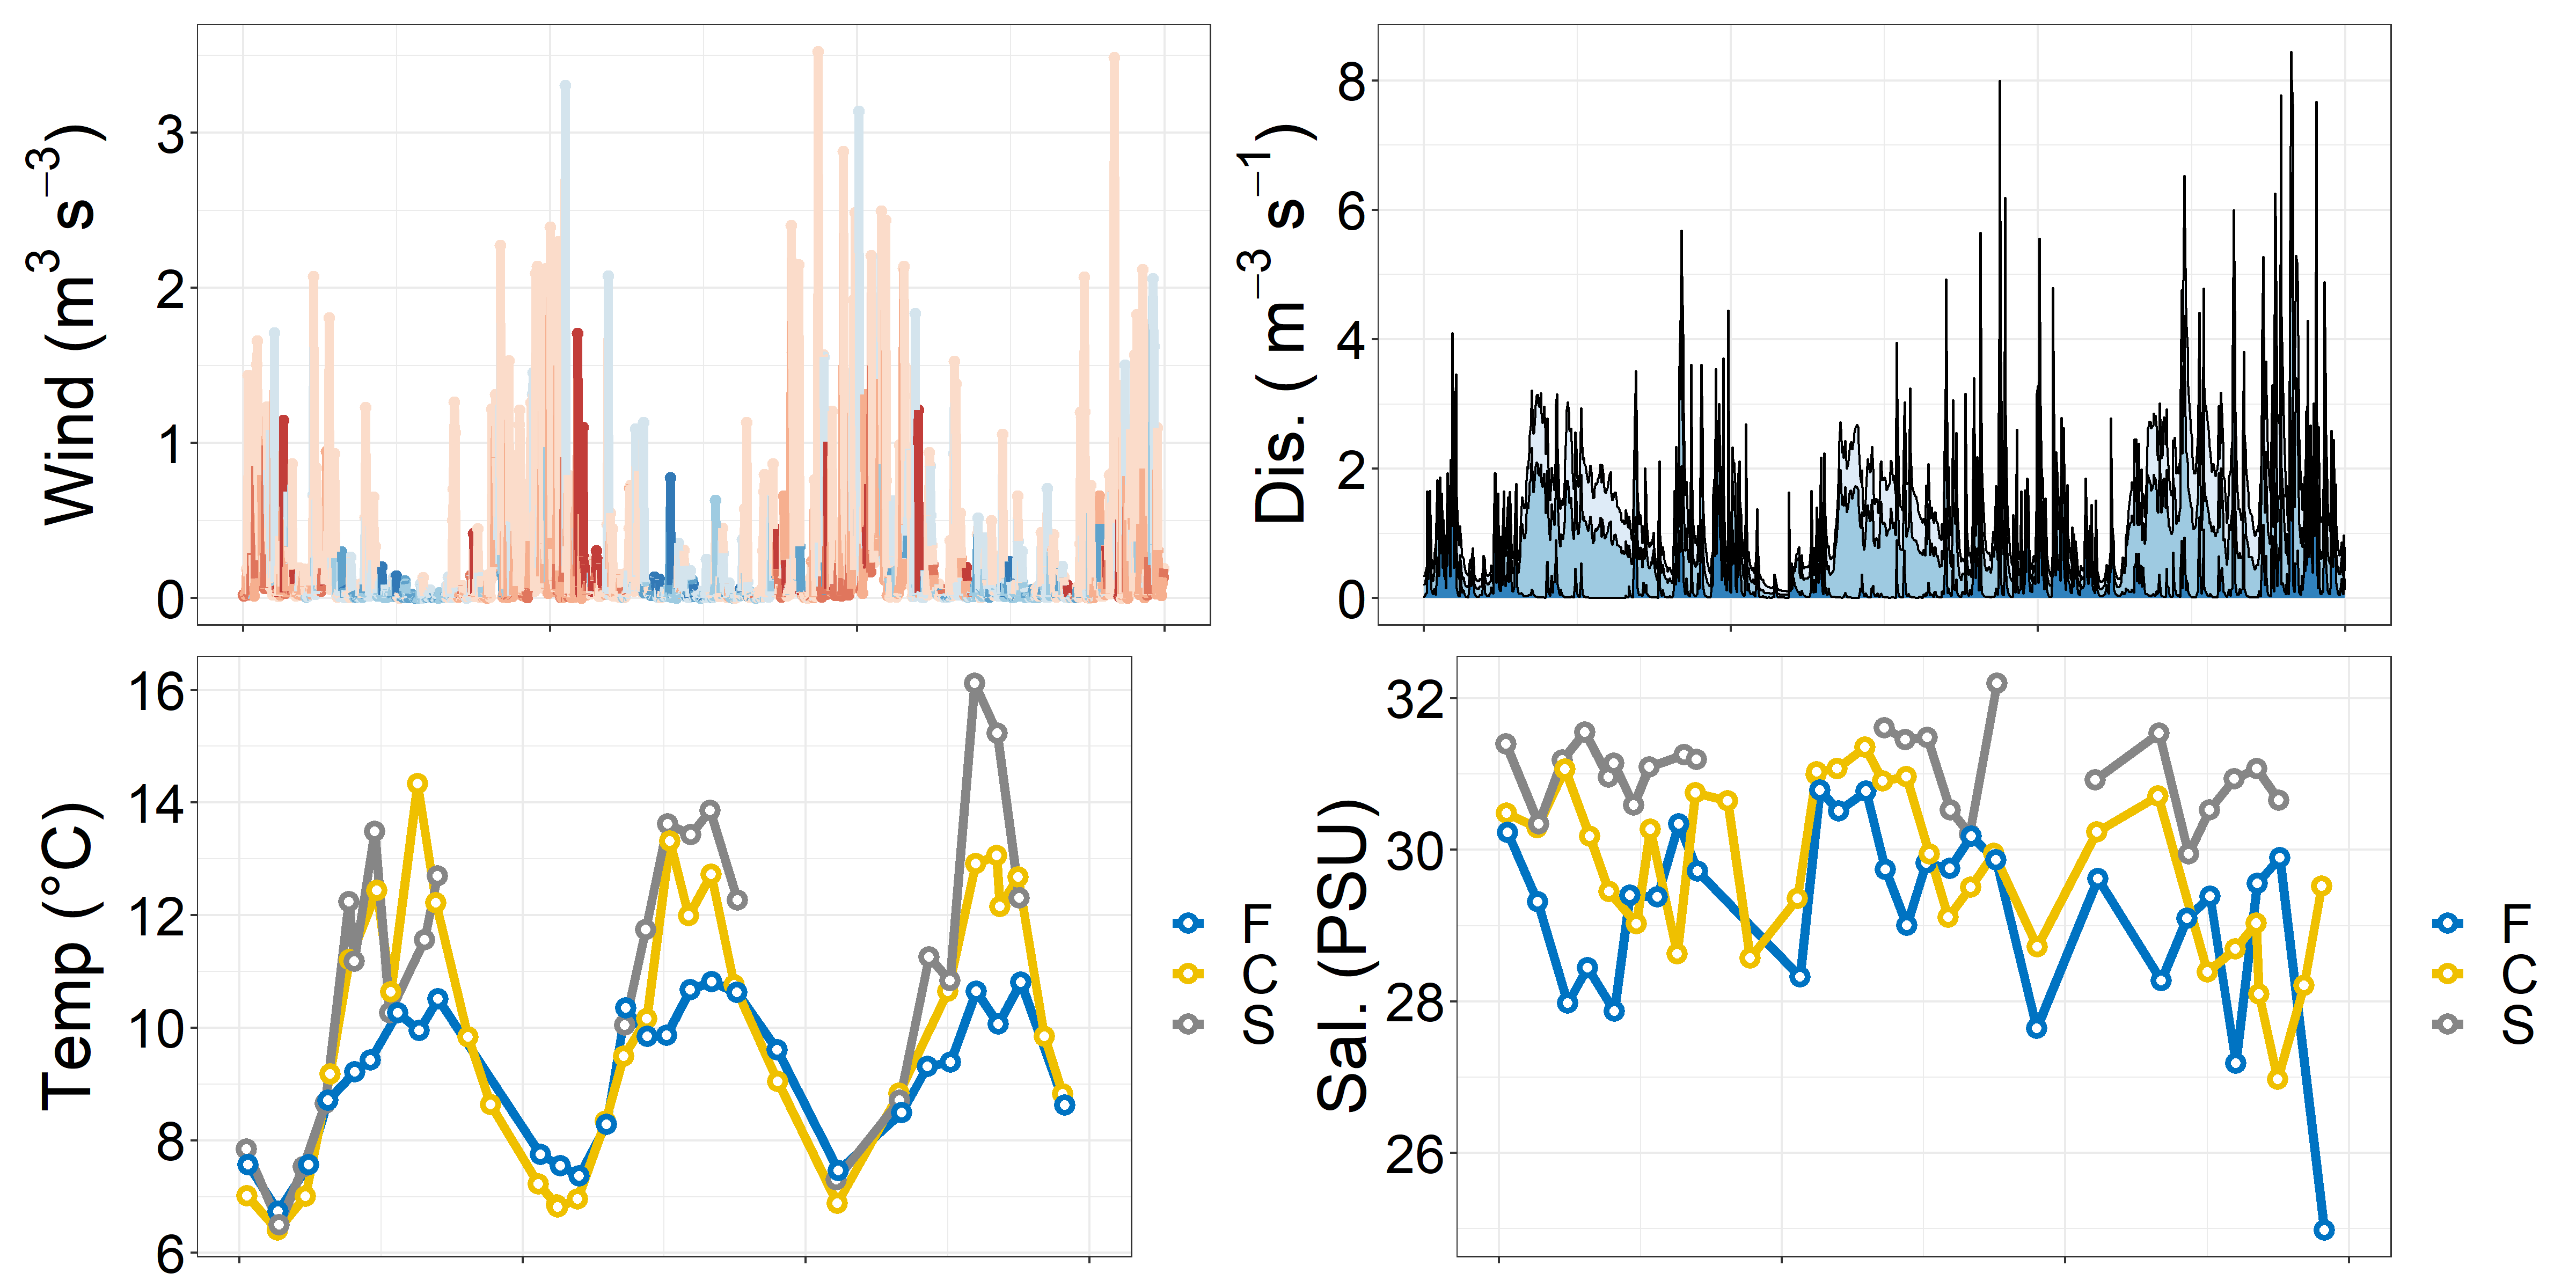 Wind (m³ s⁻³)
3
2
1
0
Dis. ( m⁻³ s⁻¹)
8
6
4
2
0
Temp (°C)
16
14
12
10
8
6
F
C
S
Sal. (PSU)
32
30
28
26
F
C
S